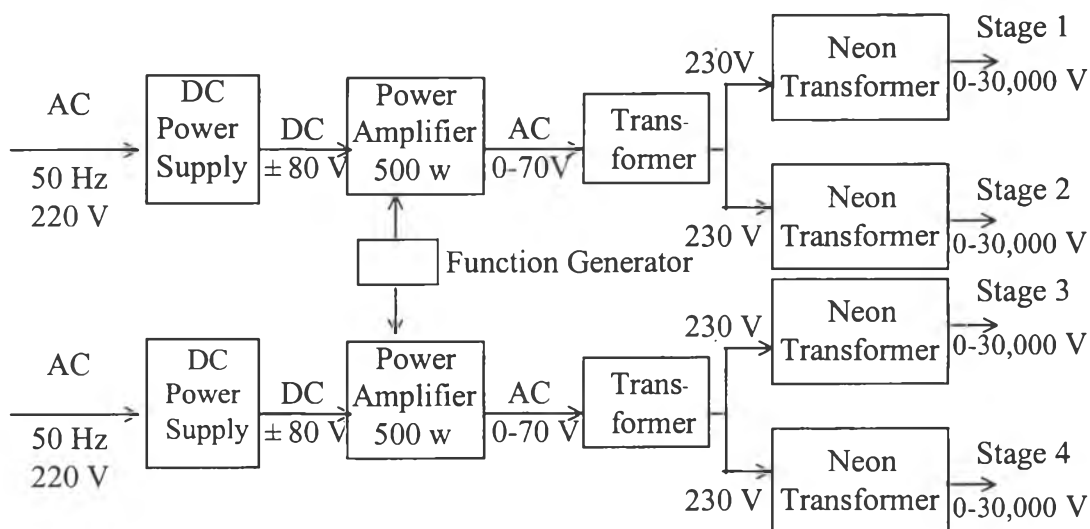 AC
50 Hz
220 V
DC
Power
Supply
DC
± 80 V
Power
Amplifier
500 w
AC
0-70V
Trans-
former
230V
Neon
Transformer
Stage 1
0-30,000 V
230 V
Neon
Transformer
Stage 2
0-30,000 V
Function Generator
AC
50 Hz
220 V
DC
Power
Supply
DC
± 80 V
Power
Amplifier
500 w
AC
0-70 V
Trans-
former
230 V
Neon
Transformer
Stage 3
0-30,000 V
230 V
Neon
Transformer
Stage 4
0-30,000 V